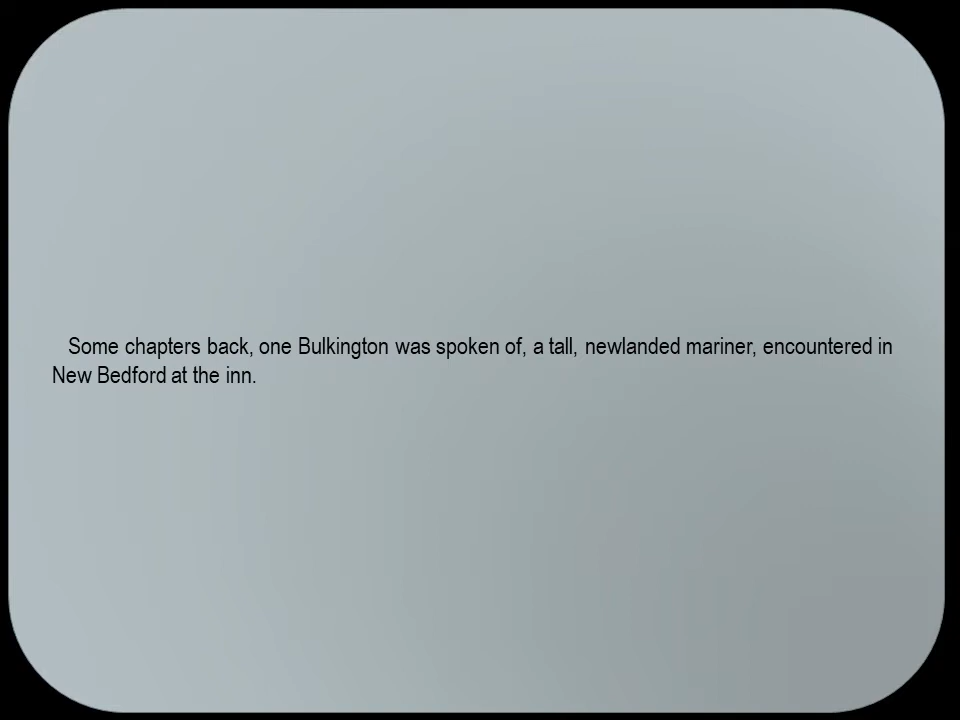 Some chapters back, one Bulkington was spoken of, a tall, newlanded mariner, encountered in
New Bedford at the inn.